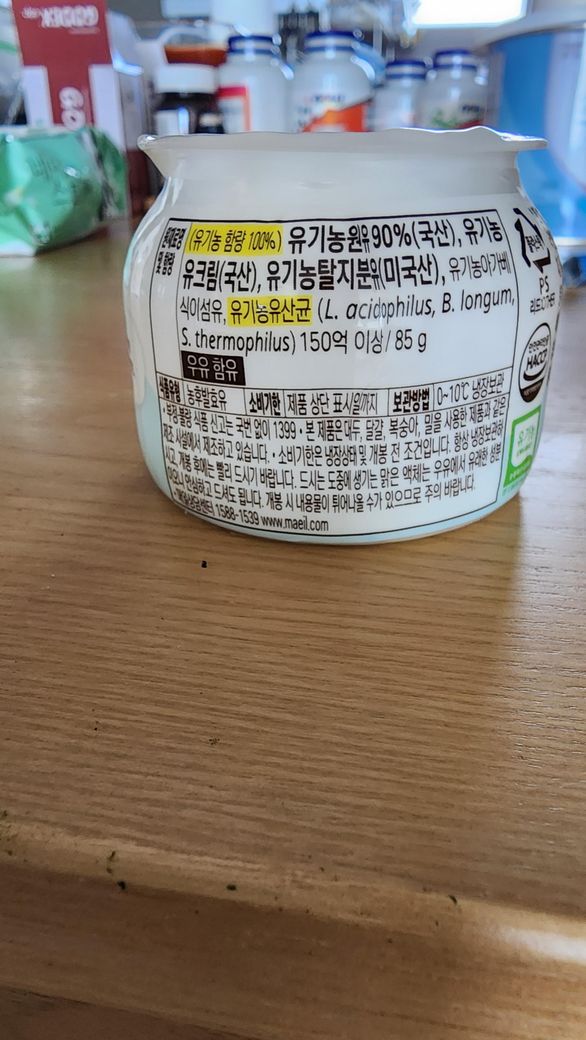 원재료명 (유기농 함량 100%) 유기농원유90%(국산), 유기농
및 함량 유크림(국산), 유기농탈지분유(미국산), 유기농아가베
식이섬유, 유기농유산균 (L. acidophilus, B. longum,
S. thermophilus) 150억 이상/ 85 g
우유 함유
식품유형 농후발효유 소비기한 제품 상단 표시일까지 보관방법 0~10℃ 냉장보관
• 부정·불량 식품 신고는 국번 없이 1399 • 본 제품은 대두, 달걀, 복숭아, 밀을 사용한 제품과 같은
제조 시설에서 제조하고 있습니다. • 소비기한은 냉장상태 및 개봉 전 조건입니다. 항상 냉장보관하
시고, 개봉 후에는 빨리 드시기 바랍니다. 드시는 도중에 생기는 맑은 액체는 우유에서 유래한 성분
이오니 안심하고 드셔도 됩니다. 개봉 시 내용물이 튀어나올 수가 있으므로 주의 바랍니다.
1588-1539 www.maeil.com
PS
HACCP
유기농